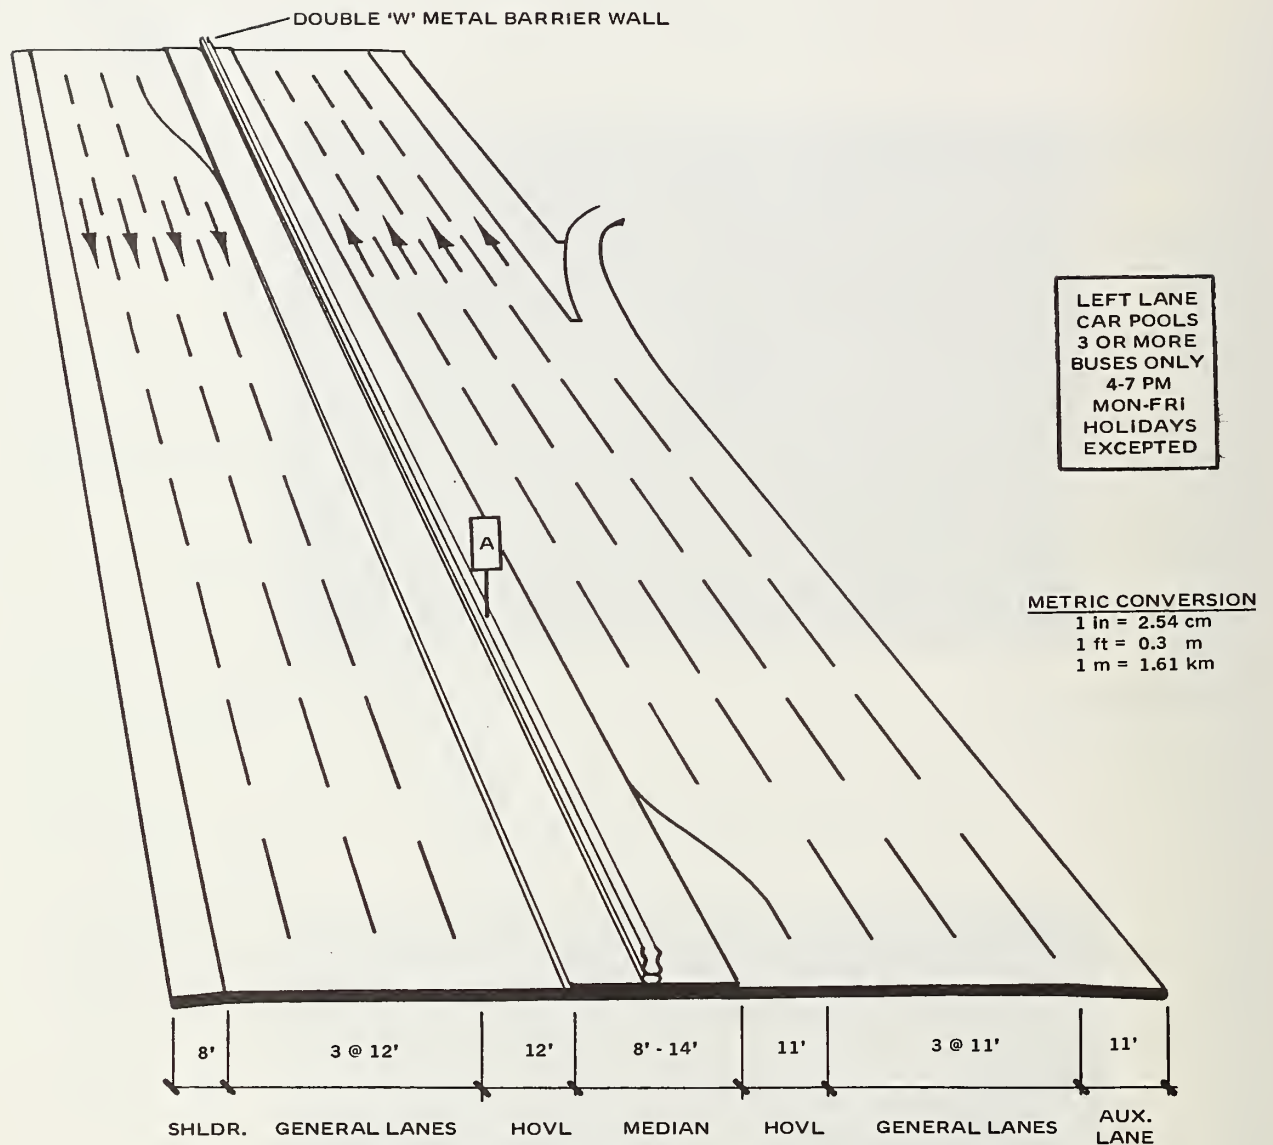 DOUBLE 'W' METAL BARRIER WALL
LEFT LANE
CAR POOLS
3 OR MORE
BUSES ONLY
4-7 PM
MON-FRI
HOLIDAYS
EXCEPTED
A
METRIC CONVERSION
1 in = 2.54 cm
1 ft = 0.3 m
1 m = 1.61 km
8' 3 @ 12' 12' 8' - 14' 11' 3 @ 11' 11'
SHLDR. GENERAL LANES HOVL MEDIAN HOVL GENERAL LANES AUX. LANE